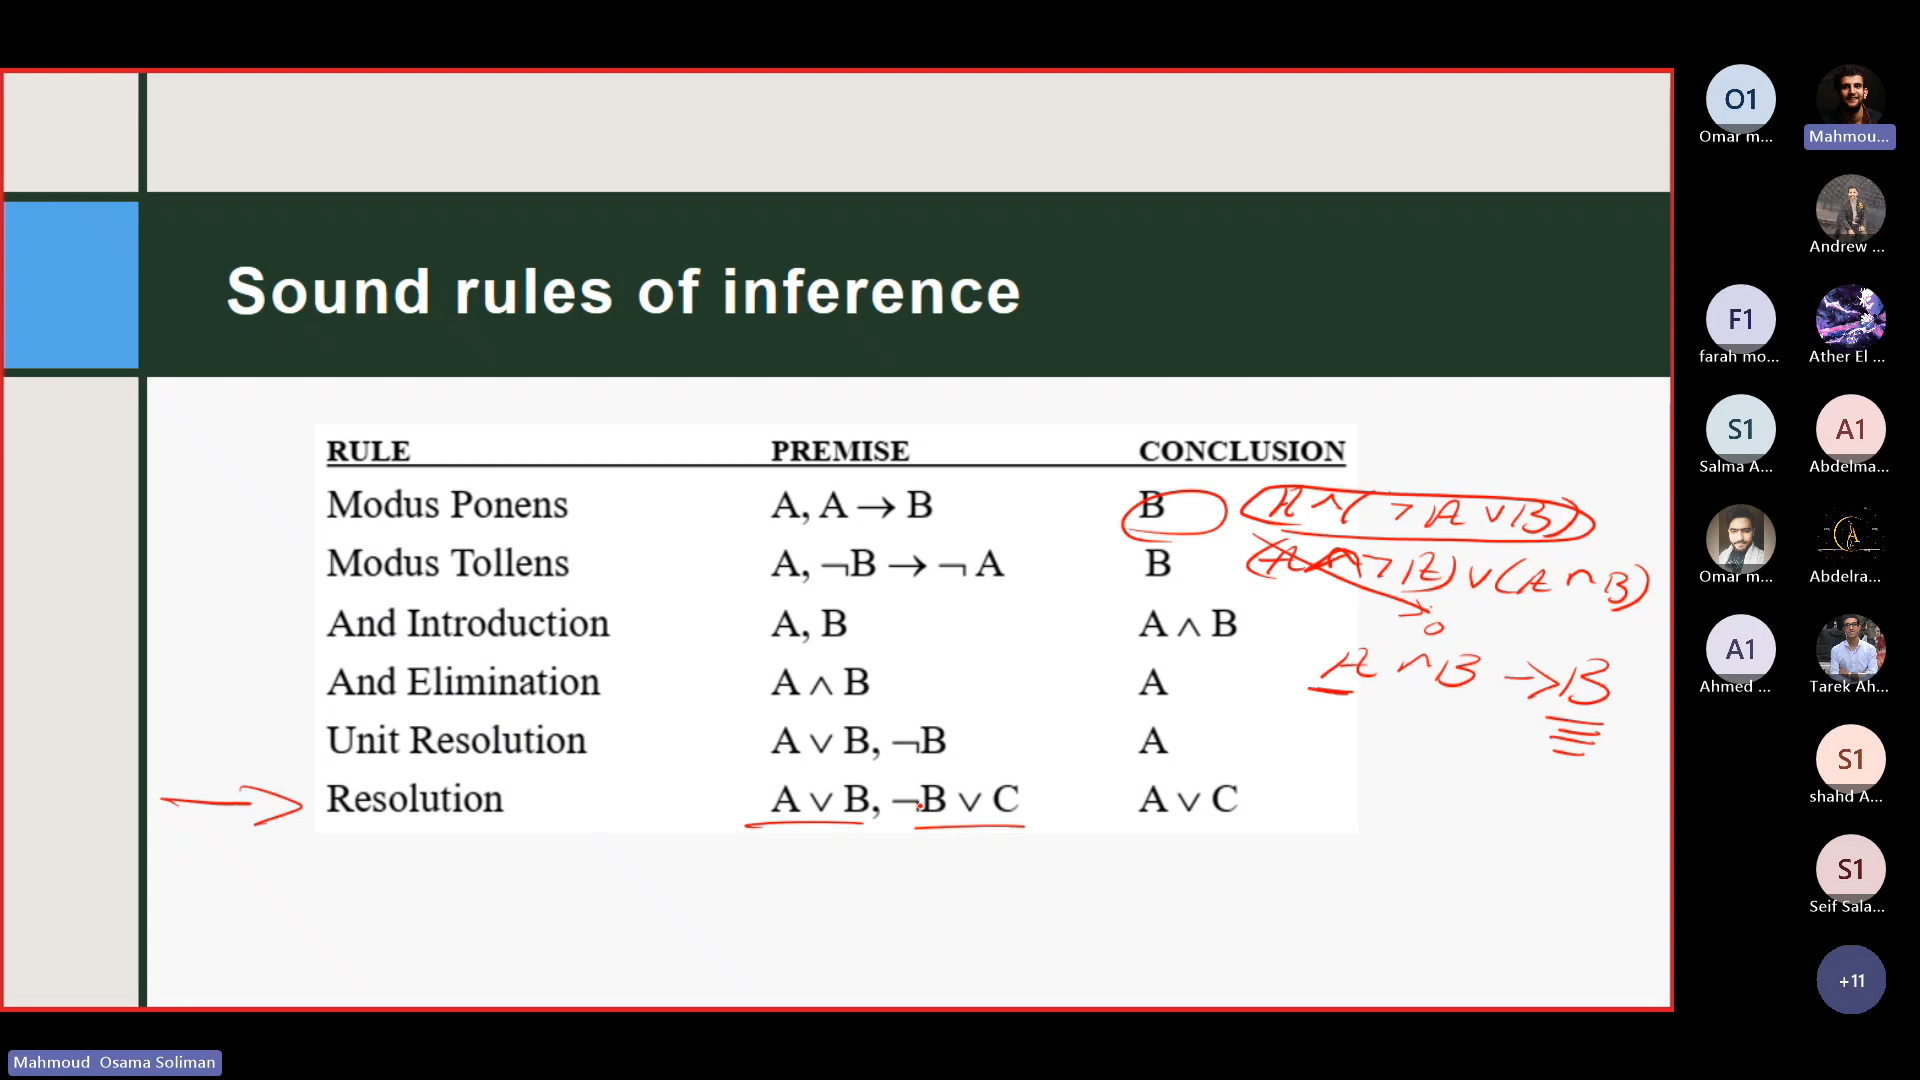 Sound rules of inference
RULE PREMISE CONCLUSION
Modus Ponens A, A → B B A ∧ ( ¬A ∨ B)
Modus Tollens A, ¬B → ¬ A B (A ∧ ¬A) ∨ (A ∧ B)
0
And Introduction A, B A ∧ B
And Elimination A ∧ B A A ∧ B → B
Unit Resolution A ∨ B, ¬B A
Resolution A ∨ B, ¬B ∨ C A ∨ C
O1
Omar m...
Mahmou...
Andrew ...
F1
farah mo...
Ather El ...
S1
Salma A...
A1
Abdelma...
Omar m...
A
Abdelra...
A1
Ahmed ...
Tarek Ah...
S1
shahd A...
S1
Seif Sala...
+11
Mahmoud Osama Soliman